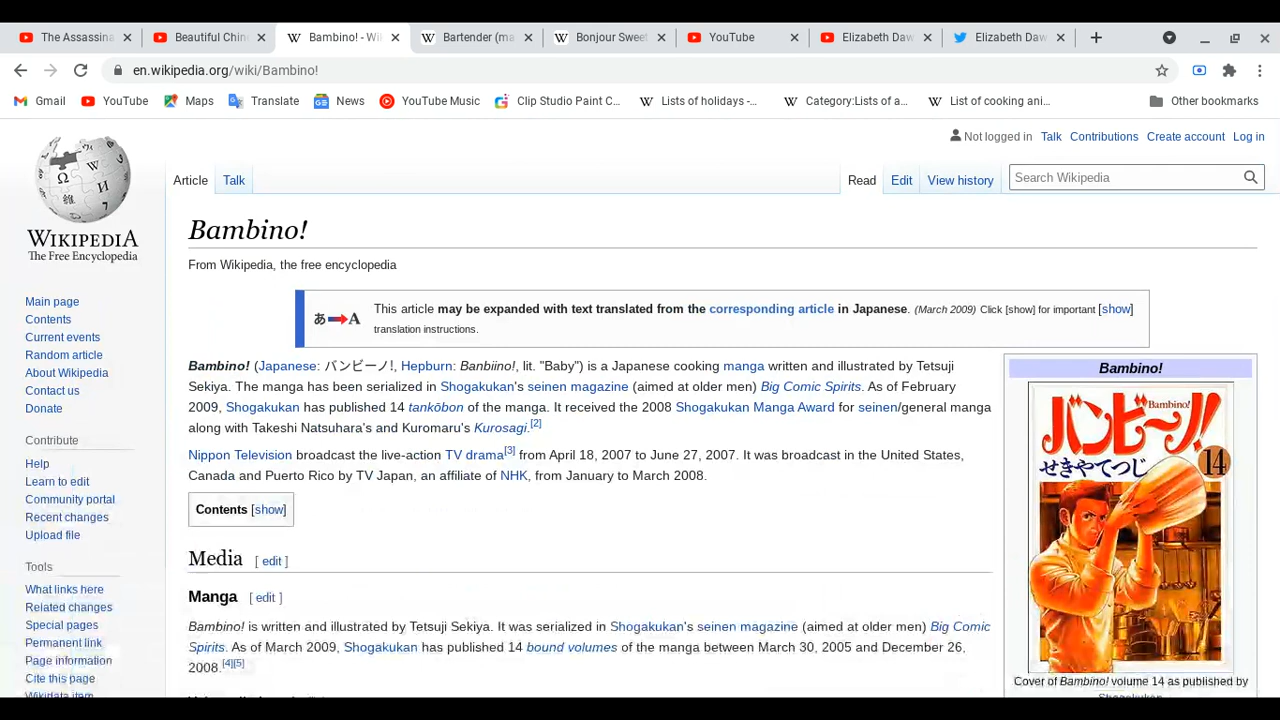 The Assassina
Beautiful Chin
Bambino! - Wik
Bartender (ma
Bonjour Sweet
YouTube
Elizabeth Daw
Elizabeth Daw
en.wikipedia.org/wiki/Bambino!
Gmail
YouTube
Maps
Translate
News
YouTube Music
Clip Studio Paint C...
Lists of holidays -...
Category:Lists of a...
List of cooking ani...
Other bookmarks
Not logged in Talk Contributions Create account Log in
Article Talk
Read Edit View history
Search Wikipedia
WIKIPEDIA
The Free Encyclopedia
Main page
Contents
Current events
Random article
About Wikipedia
Contact us
Donate
Contribute
Help
Learn to edit
Community portal
Recent changes
Upload file
Tools
What links here
Related changes
Special pages
Permanent link
Page information
Cite this page
Wikidata item
Bambino!
From Wikipedia, the free encyclopedia
あ A
This article may be expanded with text translated from the corresponding article in Japanese. (March 2009) Click [show] for important [show]
translation instructions.
Bambino! (Japanese: バンビーノ!, Hepburn: Banbiino!, lit. "Baby") is a Japanese cooking manga written and illustrated by Tetsuji
Sekiya. The manga has been serialized in Shogakukan's seinen magazine (aimed at older men) Big Comic Spirits. As of February
2009, Shogakukan has published 14 tankōbon of the manga. It received the 2008 Shogakukan Manga Award for seinen/general manga
along with Takeshi Natsuhara's and Kuromaru's Kurosagi.[2]
Nippon Television broadcast the live-action TV drama[3] from April 18, 2007 to June 27, 2007. It was broadcast in the United States,
Canada and Puerto Rico by TV Japan, an affiliate of NHK, from January to March 2008.
Contents [show]
Media [ edit ]
Manga [ edit ]
Bambino! is written and illustrated by Tetsuji Sekiya. It was serialized in Shogakukan's seinen magazine (aimed at older men) Big Comic
Spirits. As of March 2009, Shogakukan has published 14 bound volumes of the manga between March 30, 2005 and December 26,
2008.[4][5]
Bambino!
バンビ～ノ!
Bambino!
せきやてつじ
14
Cover of Bambino! volume 14 as published by
Shogakukan